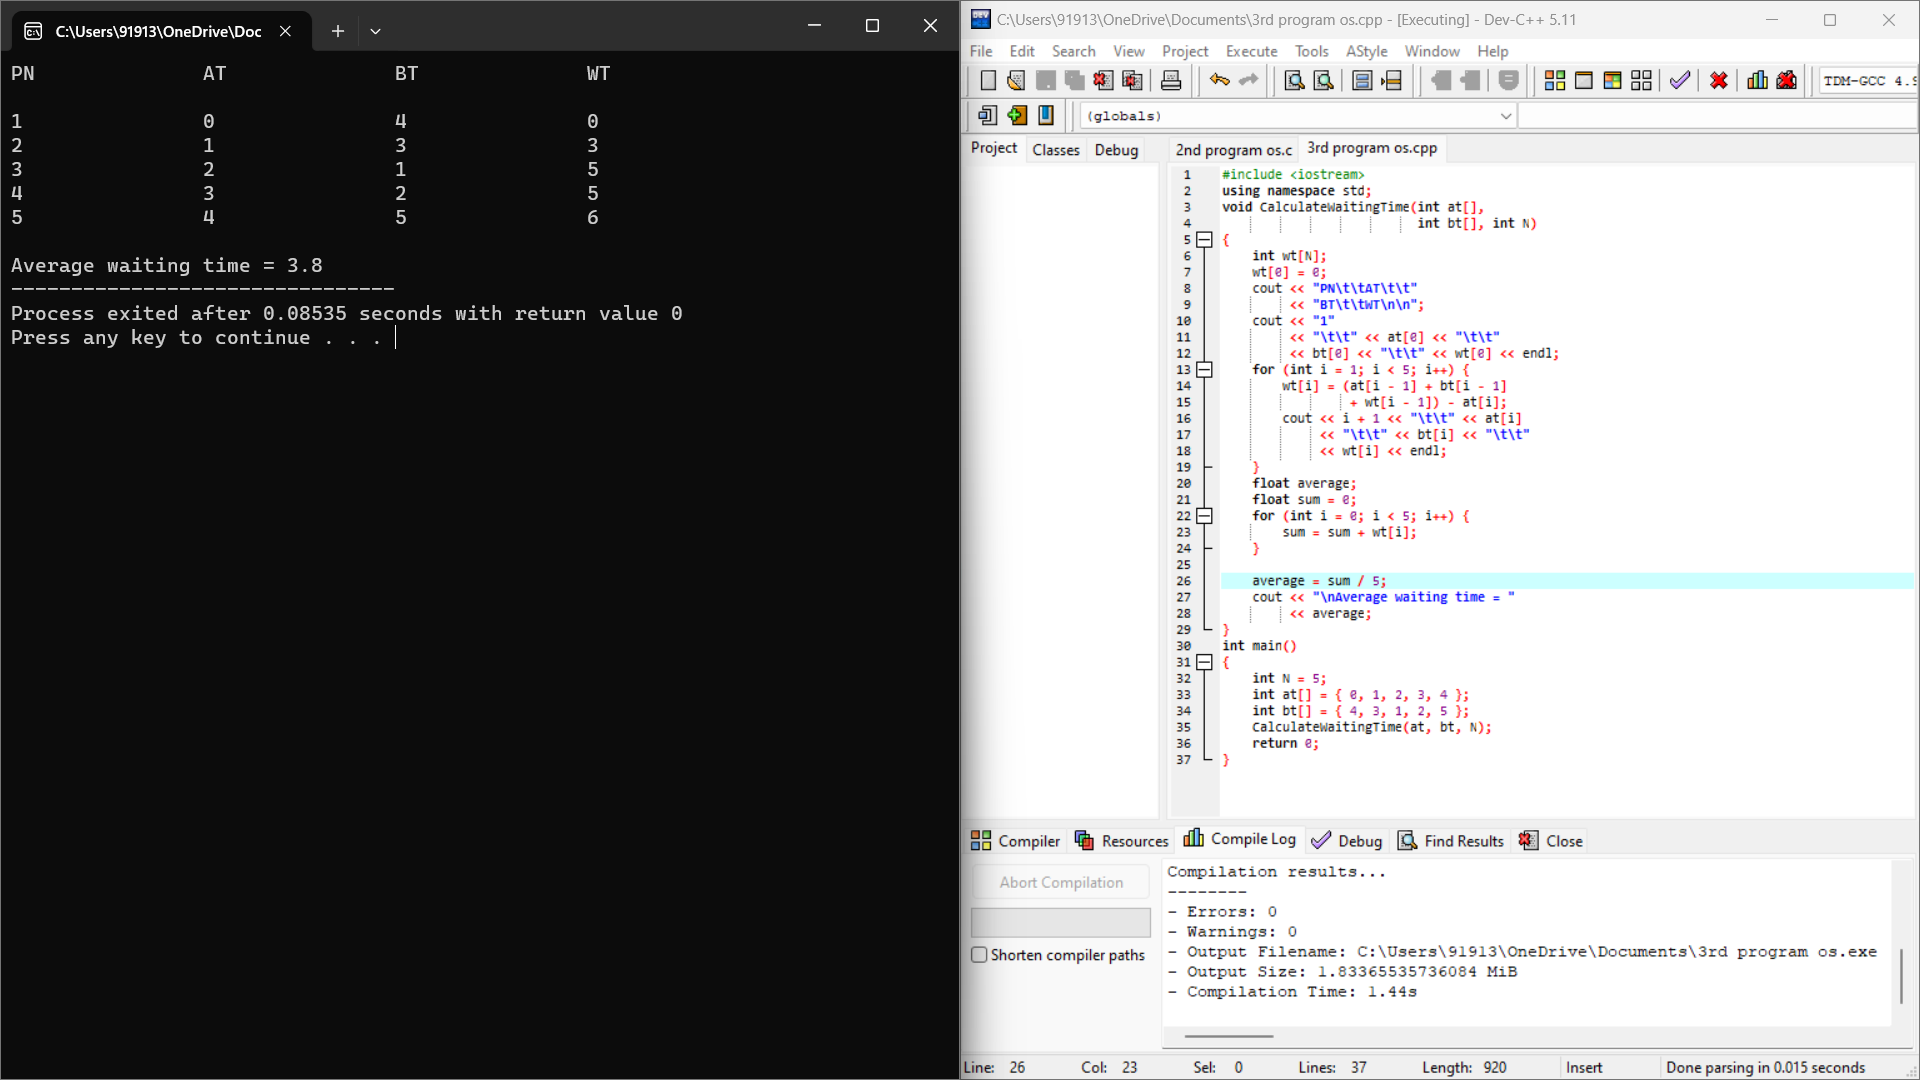 C:\Users\91913\OneDrive\Doc
PN AT BT WT
1 0 4 0
2 1 3 3
3 2 1 5
4 3 2 5
5 4 5 6
Average waiting time = 3.8
--------------------------------
Process exited after 0.08535 seconds with return value 0
Press any key to continue . . .
C:\Users\91913\OneDrive\Documents\3rd program os.cpp - [Executing] - Dev-C++ 5.11
File Edit Search View Project Execute Tools AStyle Window Help
TDM-GCC 4.9
(globals)
Project Classes Debug
2nd program os.c 3rd program os.cpp
1 #include <iostream>
2 using namespace std;
3 void CalculateWaitingTime(int at[],
4 int bt[], int N)
5 {
6 int wt[N];
7 wt[0] = 0;
8 cout << "PN\t\tAT\t\t"
9 << "BT\t\tWT\n\n";
10 cout << "1"
11 << "\t\t" << at[0] << "\t\t"
12 << bt[0] << "\t\t" << wt[0] << endl;
13 for (int i = 1; i < 5; i++) {
14 wt[i] = (at[i - 1] + bt[i - 1]
15 + wt[i - 1]) - at[i];
16 cout << i + 1 << "\t\t" << at[i]
17 << "\t\t" << bt[i] << "\t\t"
18 << wt[i] << endl;
19 }
20 float average;
21 float sum = 0;
22 for (int i = 0; i < 5; i++) {
23 sum = sum + wt[i];
24 }
25
26 average = sum / 5;
27 cout << "\nAverage waiting time = "
28 << average;
29 }
30 int main()
31 {
32 int N = 5;
33 int at[] = { 0, 1, 2, 3, 4 };
34 int bt[] = { 4, 3, 1, 2, 5 };
35 CalculateWaitingTime(at, bt, N);
36 return 0;
37 }
Compiler Resources Compile Log Debug Find Results Close
Abort Compilation
Shorten compiler paths
Compilation results...
--------
- Errors: 0
- Warnings: 0
- Output Filename: C:\Users\91913\OneDrive\Documents\3rd program os.exe
- Output Size: 1.83365535736084 MiB
- Compilation Time: 1.44s
Line: 26 Col: 23 Sel: 0 Lines: 37 Length: 920 Insert Done parsing in 0.015 seconds